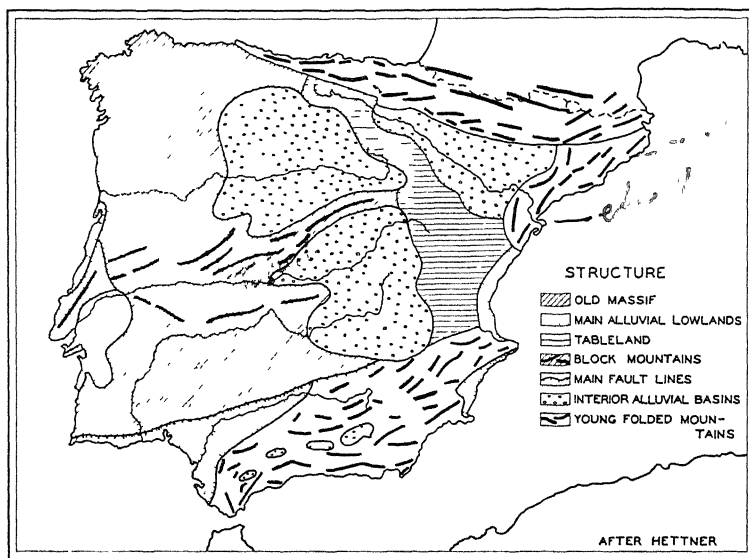 STRUCTURE
OLD MASSIF
MAIN ALLUVIAL LOWLANDS
TABLELAND
BLOCK MOUNTAINS
MAIN FAULT LINES
INTERIOR ALLUVIAL BASINS
YOUNG FOLDED MOUN-
TAINS
AFTER HETTNER